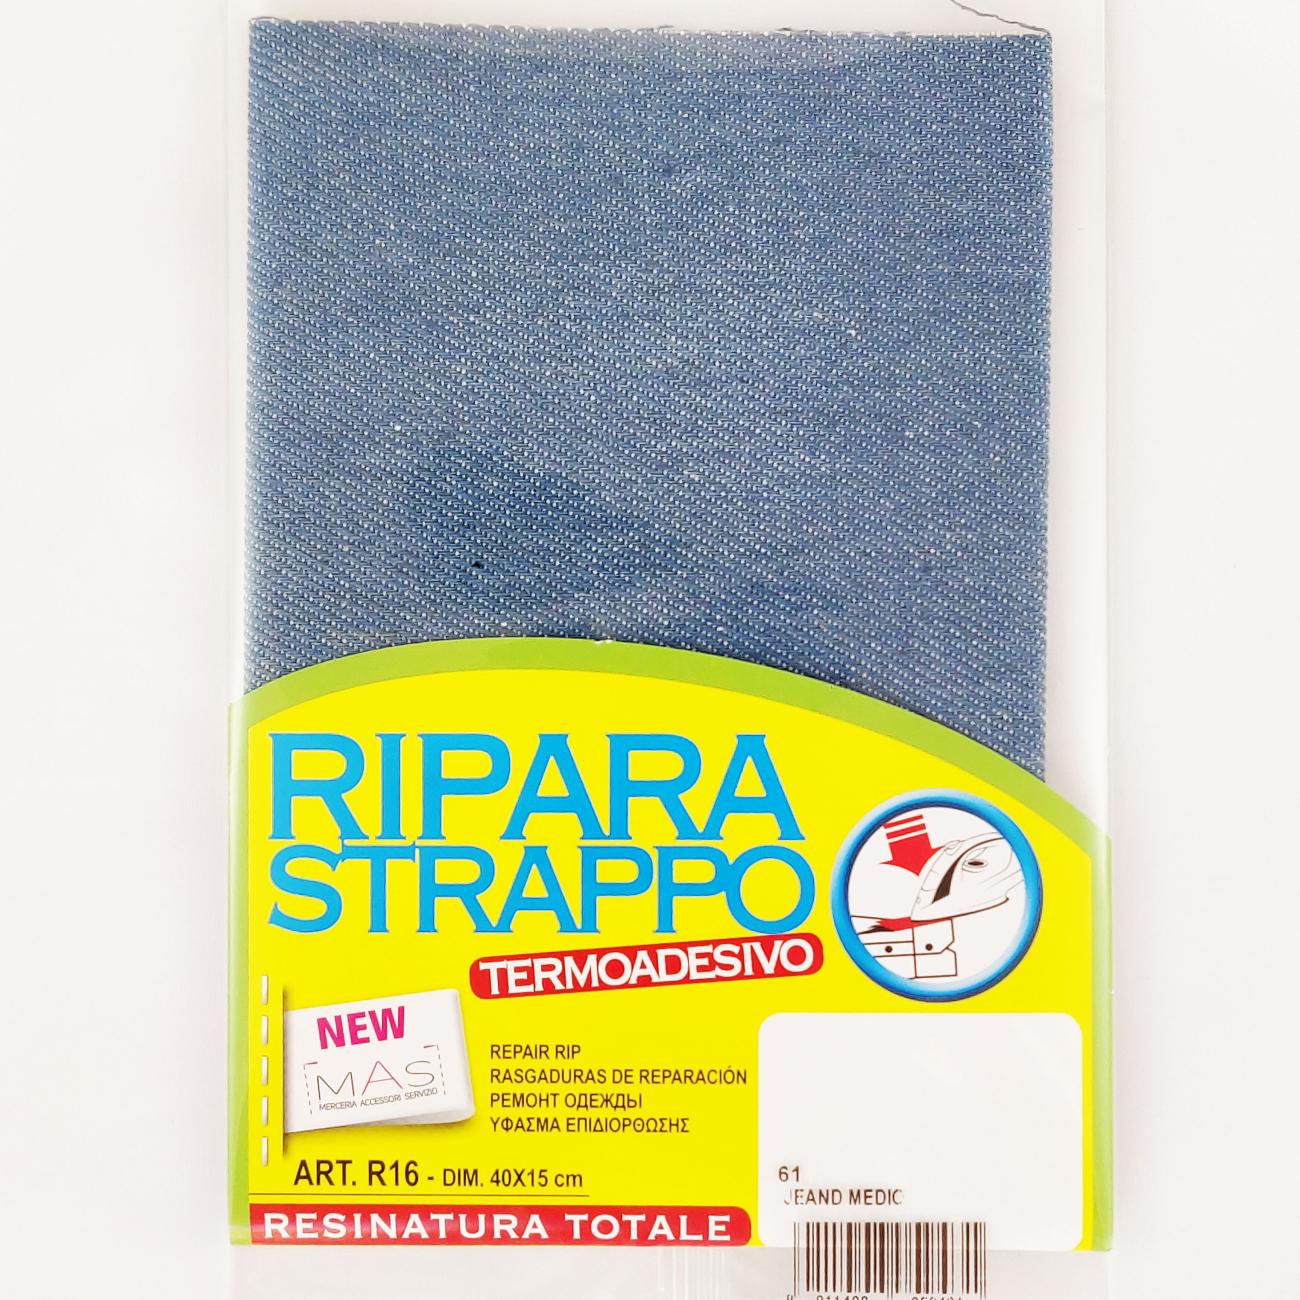 RIPARA
STRAPPO
TERMOADESIVO
NEW
MAS
MERCERIA ACCESSORI SERVIZIO
REPAIR RIP
RASGADURAS DE REPARACIÓN
РЕМОНТ ОДЕЖДЫ
ΥΦΑΣΜΑ ΕΠΙΔΙΟΡΘΩΣΗΣ
ART. R16 - DIM. 40X15 cm
RESINATURA TOTALE
61
JEAND MEDIO